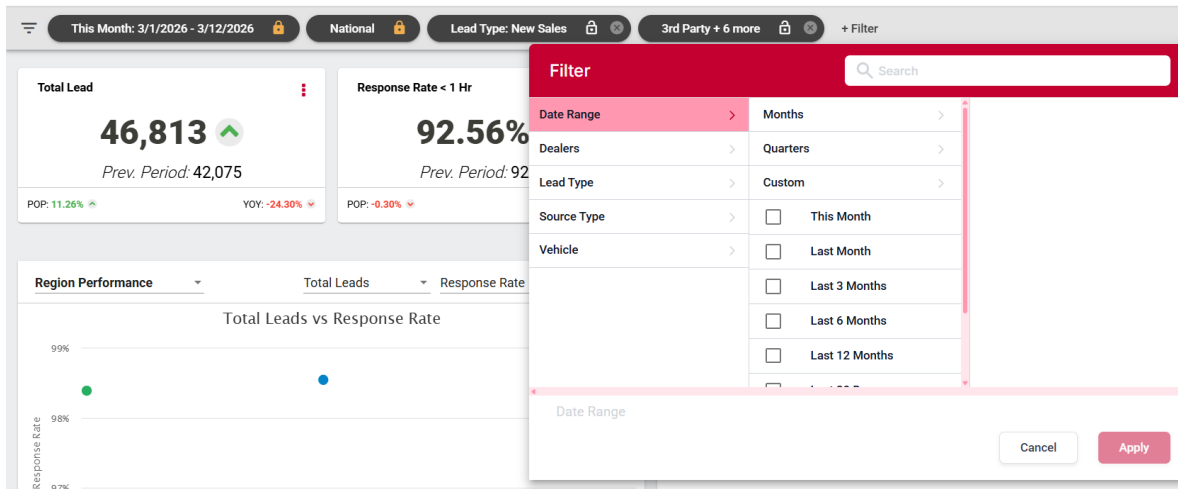 This Month: 3/1/2026 - 3/12/2026
National
Lead Type: New Sales
3rd Party + 6 more
+ Filter
Filter
Search
Total Lead
46,813
Prev. Period: 42,075
POP: 11.26%
YOY: -24.30%
Response Rate < 1 Hr
92.56%
Prev. Period: 92
POP: -0.30%
Date Range
Dealers
Lead Type
Source Type
Vehicle
Months
Quarters
Custom
This Month
Last Month
Last 3 Months
Last 6 Months
Last 12 Months
Date Range
Cancel
Apply
Region Performance
Total Leads
Response Rate
Total Leads vs Response Rate
99%
98%
97%
Response Rate